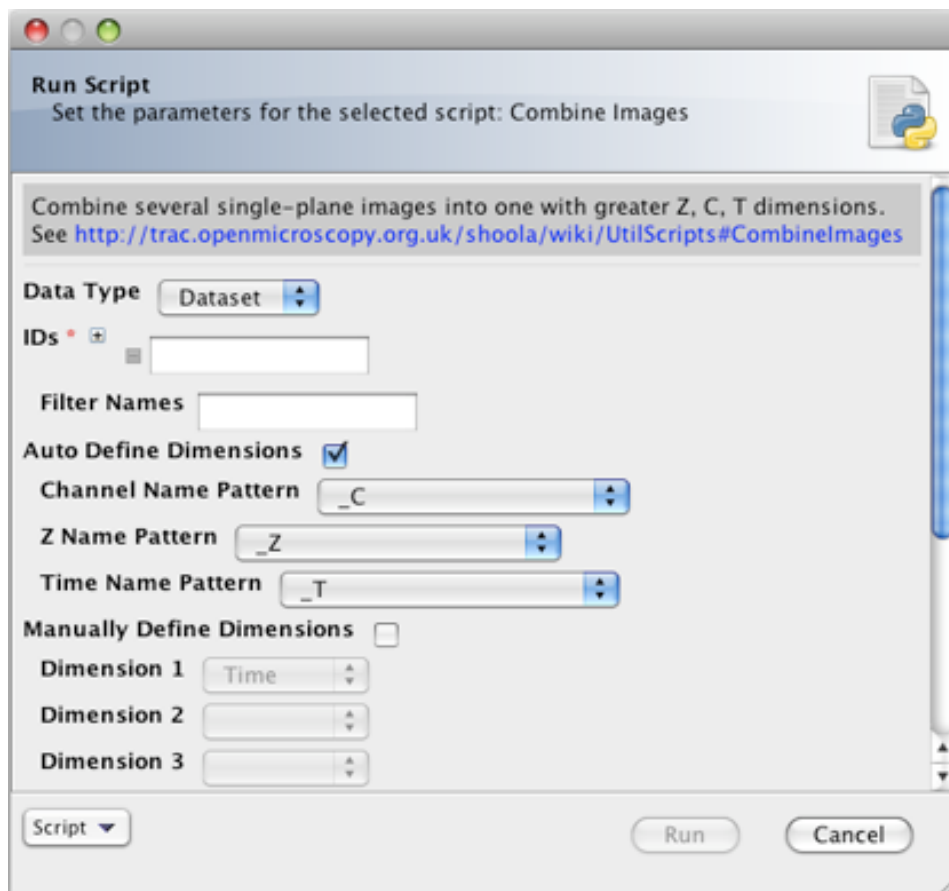 Run Script
Set the parameters for the selected script: Combine Images
Combine several single-plane images into one with greater Z, C, T dimensions.
See http://trac.openmicroscopy.org.uk/shoola/wiki/UtilScripts#CombineImages
Data Type Dataset
IDs *
Filter Names
Auto Define Dimensions
Channel Name Pattern _C
Z Name Pattern _Z
Time Name Pattern _T
Manually Define Dimensions
Dimension 1 Time
Dimension 2
Dimension 3
Script Run Cancel